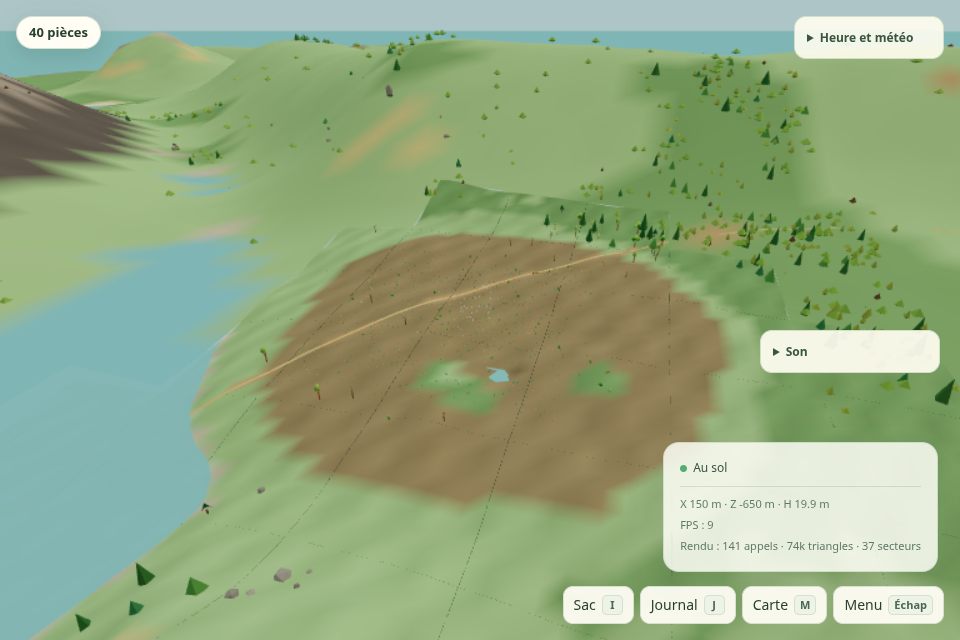 40 pièces
▶ Heure et météo
▶ Son
Au sol
X 150 m · Z -650 m · H 19.9 m
FPS : 9
Rendu : 141 appels · 74k triangles · 37 secteurs
Sac I Journal J Carte M Menu Échap